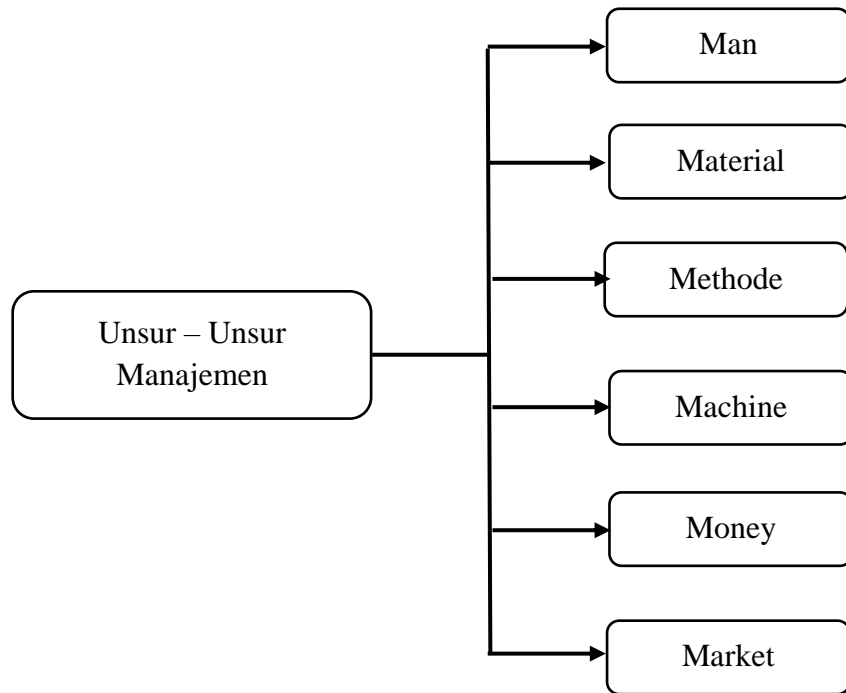 Man
Material
Methode
Unsur – Unsur
Manajemen
Machine
Money
Market